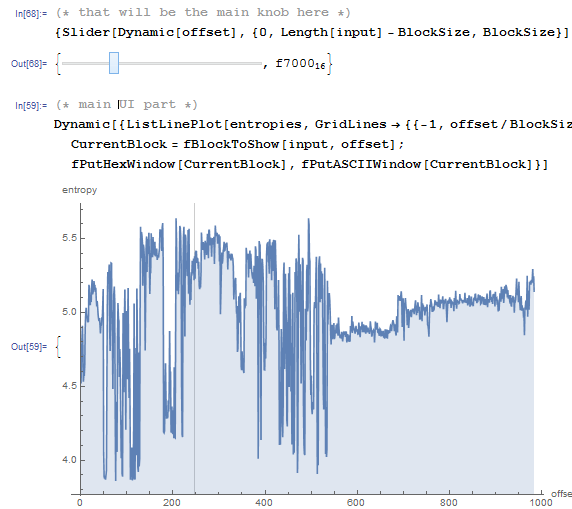 In[68]:= (* that will be the main knob here *)
{Slider[Dynamic[offset], {0, Length[input] - BlockSize, BlockSize}]
Out[68]= { , f7000₁₆}
In[59]:= (* main UI part *)
Dynamic[{ListLinePlot[entropies, GridLines → {{-1, offset / BlockSiz
CurrentBlock = fBlockToShow[input, offset];
fPutHexWindow[CurrentBlock], fPutASCIIWindow[CurrentBlock]}]
entropy
5.5
5.0
Out[59]= {
4.5
4.0
0 200 400 600 800 1000 offse